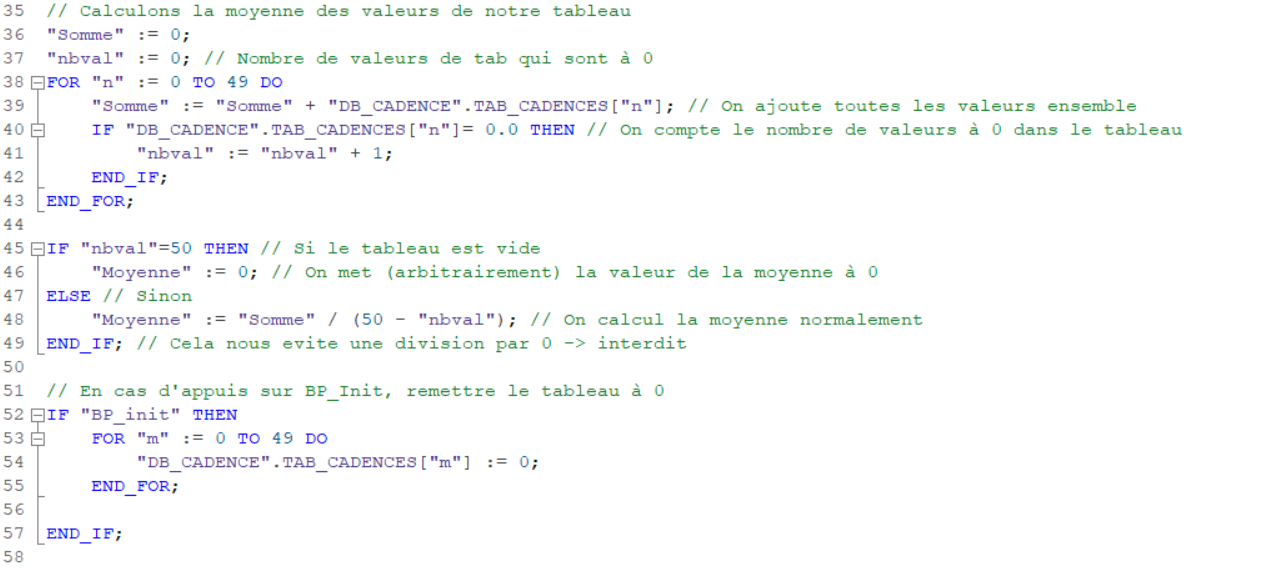 35 // Calculons la moyenne des valeurs de notre tableau
36 "Somme" := 0;
37 "nbval" := 0; // Nombre de valeurs de tab qui sont à 0
38 FOR "n" := 0 TO 49 DO
39 "Somme" := "Somme" + "DB_CADENCE".TAB_CADENCES["n"]; // On ajoute toutes les valeurs ensemble
40 IF "DB_CADENCE".TAB_CADENCES["n"]= 0.0 THEN // On compte le nombre de valeurs à 0 dans le tableau
41 "nbval" := "nbval" + 1;
42 END_IF;
43 END_FOR;
44
45 IF "nbval"=50 THEN // Si le tableau est vide
46 "Moyenne" := 0; // On met (arbitrairement) la valeur de la moyenne à 0
47 ELSE // Sinon
48 "Moyenne" := "Somme" / (50 - "nbval"); // On calcul la moyenne normalement
49 END_IF; // Cela nous evite une division par 0 -> interdit
50
51 // En cas d'appuis sur BP_Init, remettre le tableau à 0
52 IF "BP_init" THEN
53 FOR "m" := 0 TO 49 DO
54 "DB_CADENCE".TAB_CADENCES["m"] := 0;
55 END_FOR;
56
57 END_IF;
58